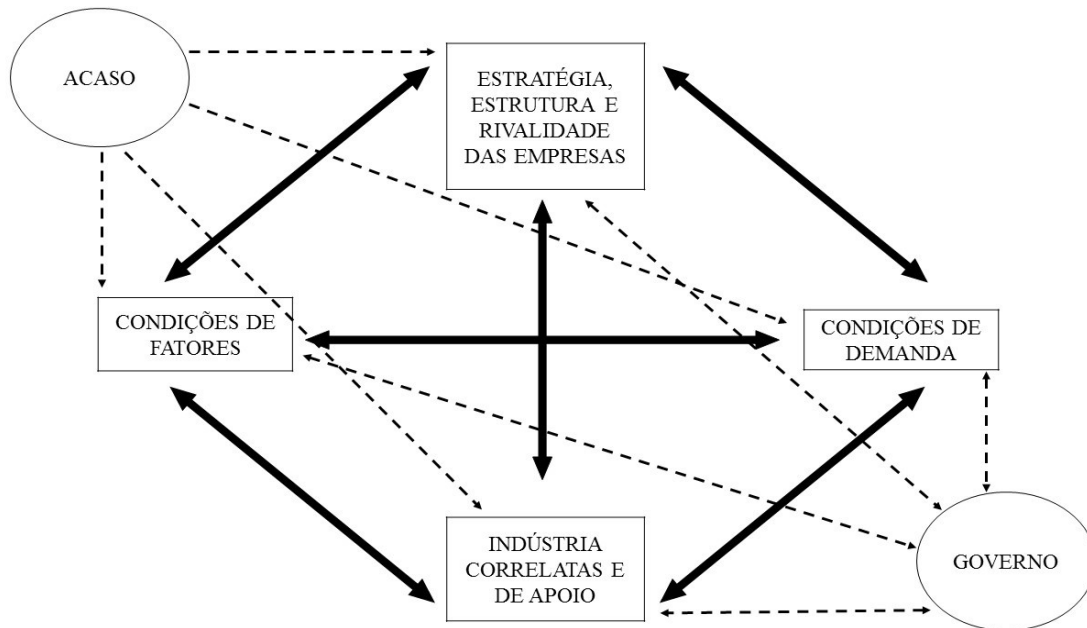 ACASO
ESTRATÉGIA,
ESTRUTURA E
RIVALIDADE
DAS EMPRESAS
CONDIÇÕES DE
FATORES
CONDIÇÕES DE
DEMANDA
INDÚSTRIA
CORRELATAS E
DE APOIO
GOVERNO